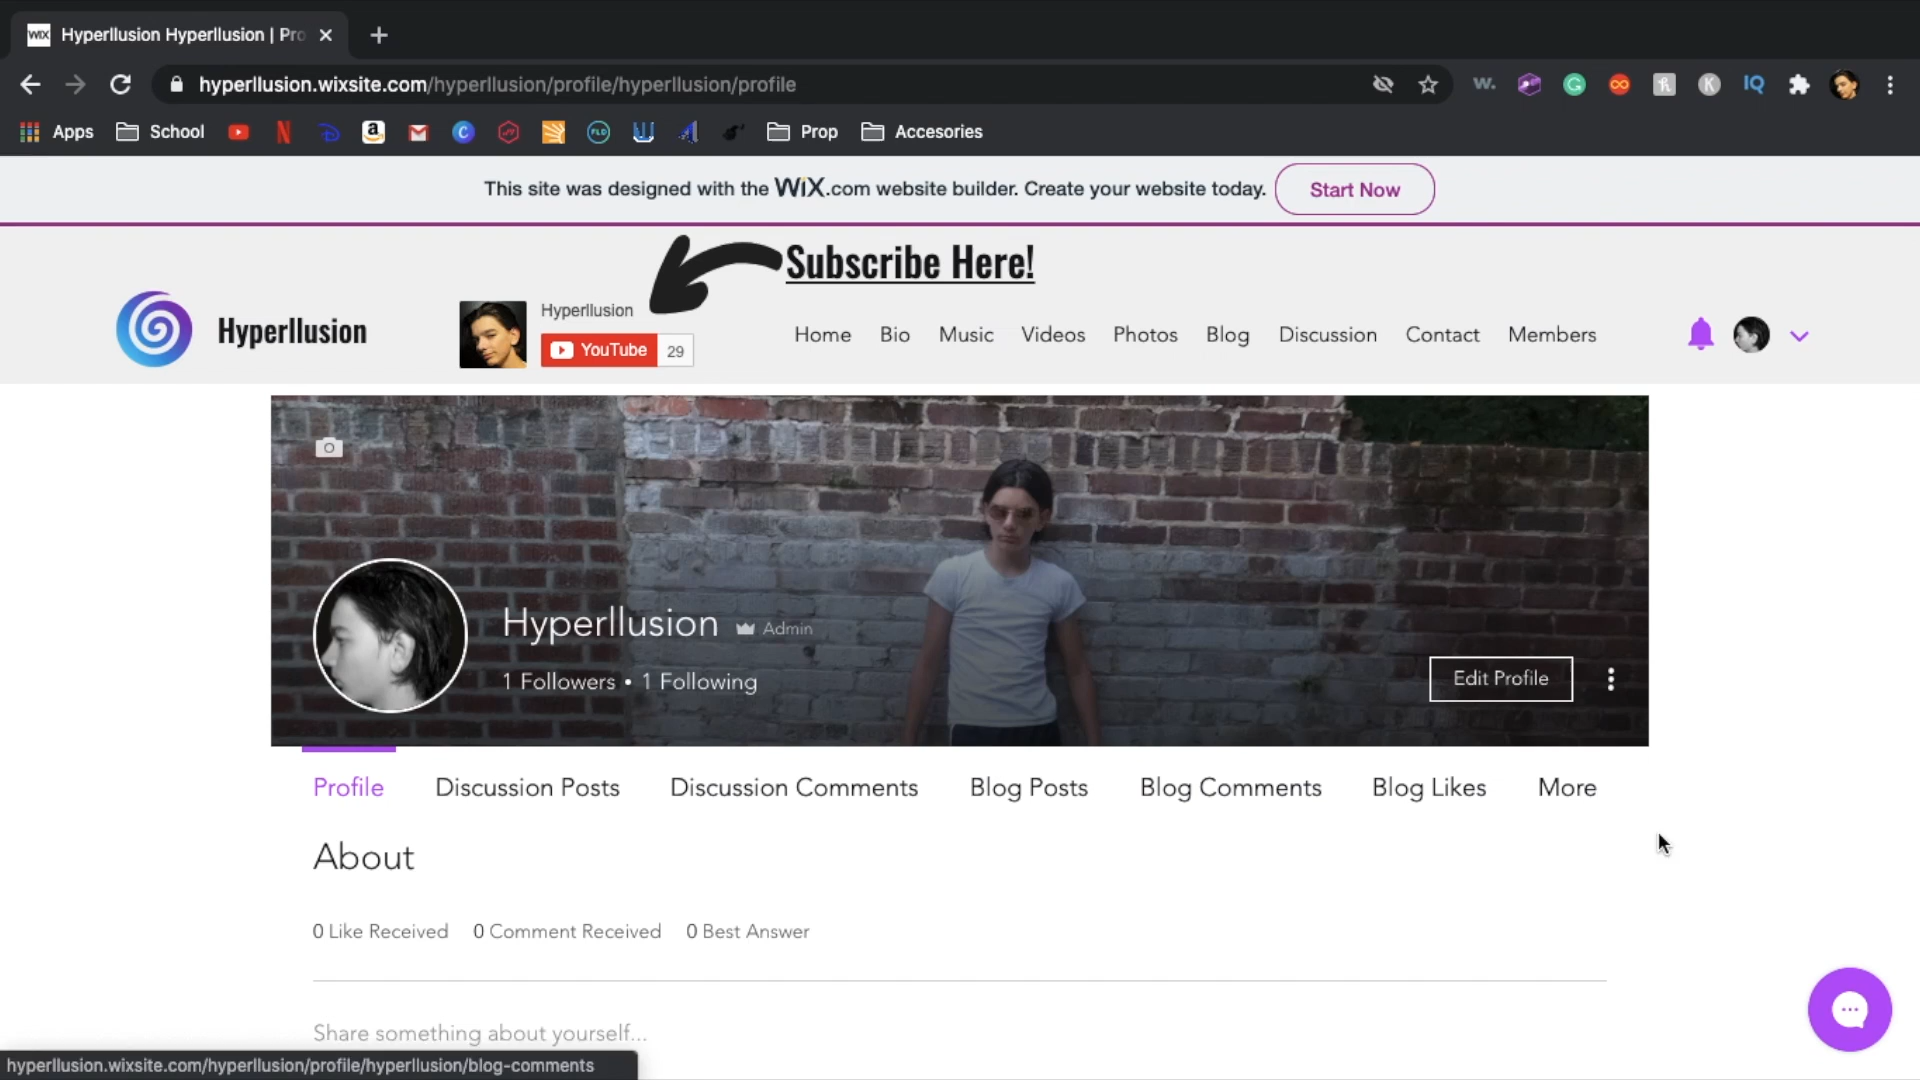 WIX Hyperllusion Hyperllusion | Pro
hyperllusion.wixsite.com/hyperllusion/profile/hyperllusion/profile
w. G K IQ
Apps School N a C FLD Prop Accesories
This site was designed with the WiX.com website builder. Create your website today. Start Now
Subscribe Here!
Hyperllusion
Hyperllusion
YouTube 29
Home Bio Music Videos Photos Blog Discussion Contact Members
Hyperllusion Admin
1 Followers • 1 Following
Edit Profile
Profile Discussion Posts Discussion Comments Blog Posts Blog Comments Blog Likes More
About
0 Like Received 0 Comment Received 0 Best Answer
Share something about yourself...
hyperllusion.wixsite.com/hyperllusion/profile/hyperllusion/blog-comments